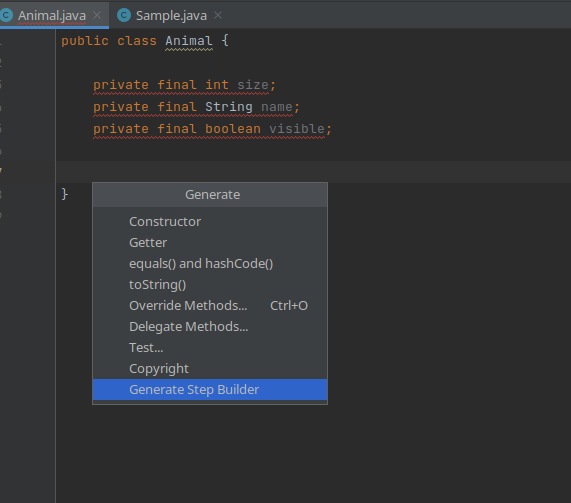 Animal.java
Sample.java
public class Animal {
private final int size;
private final String name;
private final boolean visible;
}
Generate
Constructor
Getter
equals() and hashCode()
toString()
Override Methods... Ctrl+O
Delegate Methods...
Test...
Copyright
Generate Step Builder